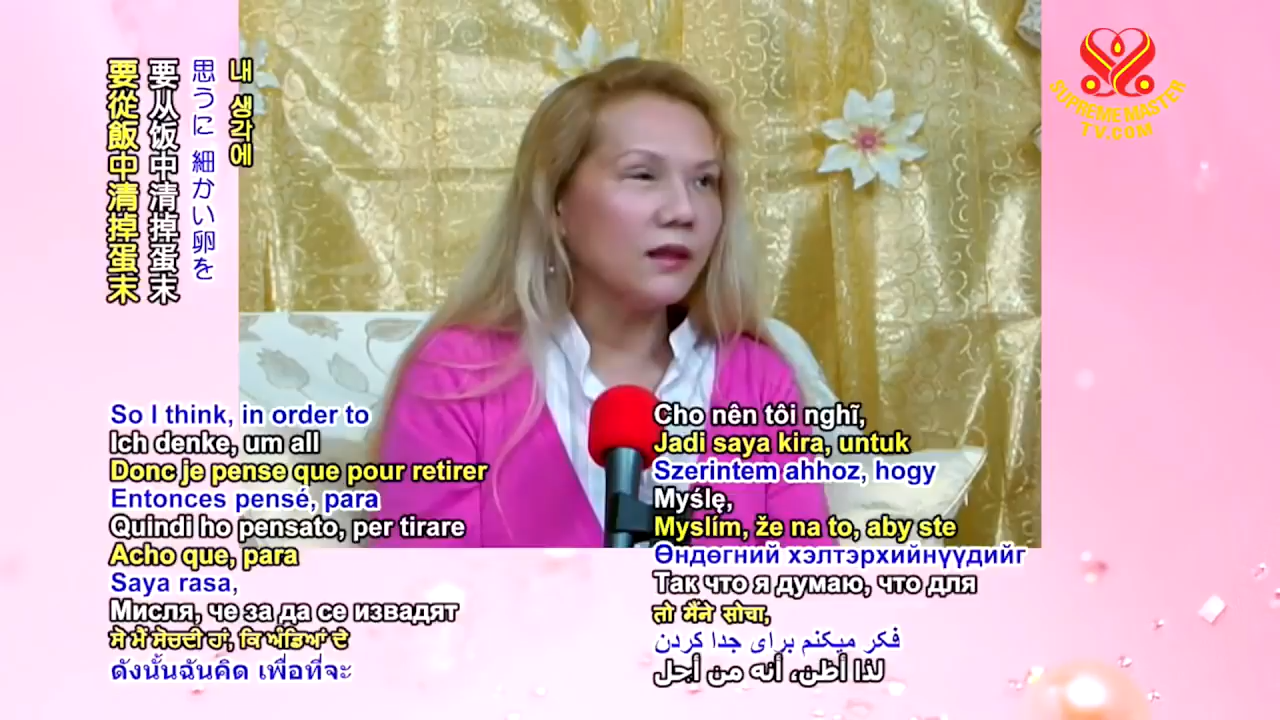 要從飯中清掉蛋末
要从饭中清掉蛋末
思うに 細かい卵を
내 생각에
SUPREME MASTER
TV.COM
So I think, in order to
Ich denke, um all
Donc je pense que pour retirer
Entonces pensé, para
Quindi ho pensato, per tirare
Acho que, para
Saya rasa,
Мисля, че за да се извадят
ਸੋ ਮੈਂ ਸੋਚਦੀ ਹਾਂ, ਕਿ ਅੰਡਿਆਂ ਦੇ
ดังนั้นฉันคิด เพื่อที่จะ
Cho nên tôi nghĩ,
Jadi saya kira, untuk
Szerintem ahhoz, hogy
Myślę,
Myslím, že na to, aby ste
Өндөгний хэлтэрхийнүүдийг
Так что я думаю, что для
तो मैंने सोचा,
فکر میکنم برای جدا کردن
لذا أظن، أنه من أجل